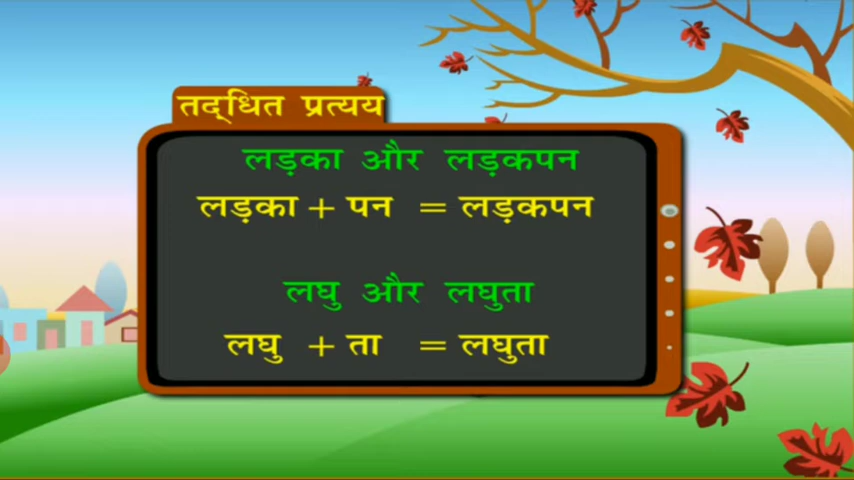 तद्धित प्रत्यय
लड़का और लड़कपन
लड़का + पन = लड़कपन
लघु और लघुता
लघु + ता = लघुता